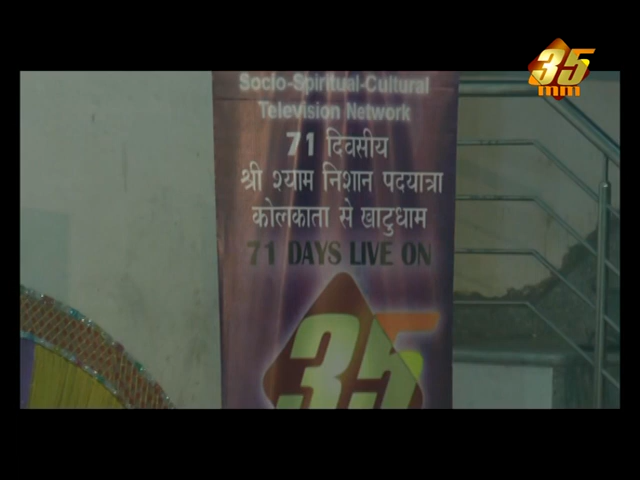 35
mm
Socio-Spiritual-Cultural
Television Network
71 दिवसीय
श्री श्याम निशान पदयात्रा
कोलकाता से खाटुधाम
71 DAYS LIVE ON
35